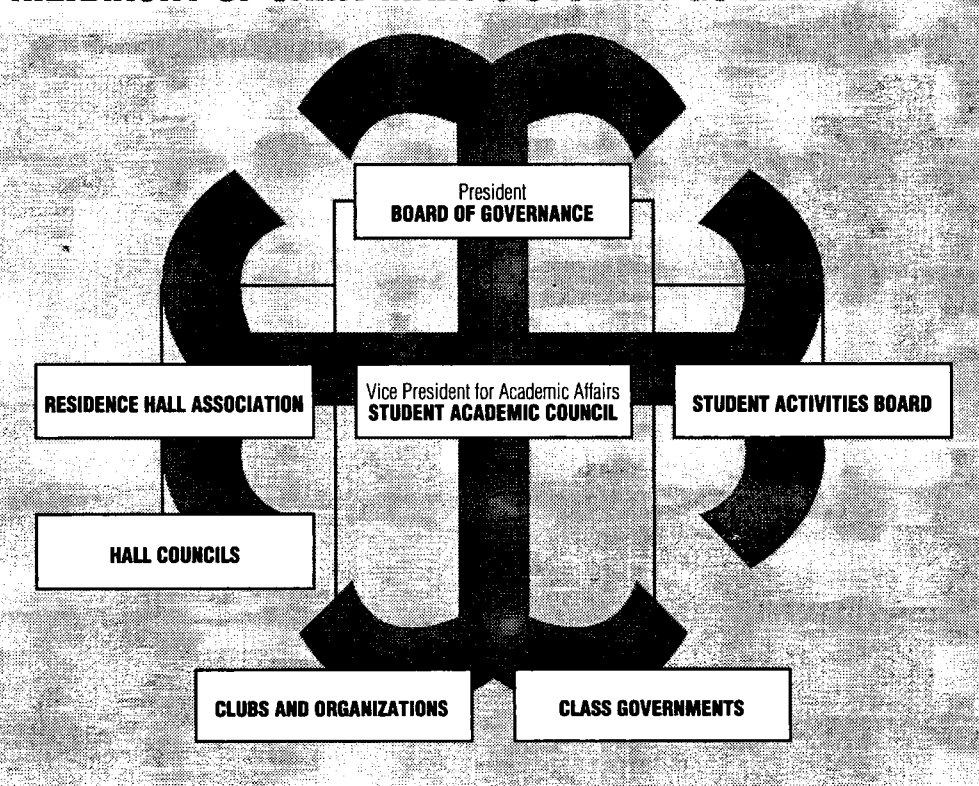 President
BOARD OF GOVERNANCE
RESIDENCE HALL ASSOCIATION
Vice President for Academic Affairs
STUDENT ACADEMIC COUNCIL
STUDENT ACTIVITIES BOARD
HALL COUNCILS
CLUBS AND ORGANIZATIONS
CLASS GOVERNMENTS